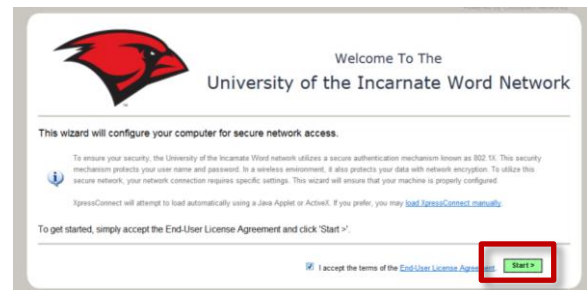 Welcome To The
University of the Incarnate Word Network
This wizard will configure your computer for secure network access.
To ensure your security, the University of the Incarnate Word network utilizes a secure authentication mechanism known as 802.1X. This security
mechanism protects your user name and password. In a wireless environment, it also protects your data with network encryption. To utilize this
secure network, your network connection requires specific settings. This wizard will ensure that your machine is properly configured.
XpressConnect will attempt to load automatically using a Java Applet or ActiveX. If you prefer, you may load XpressConnect manually.
To get started, simply accept the End-User License Agreement and click 'Start >'.
I accept the terms of the End-User License Agreement. Start >